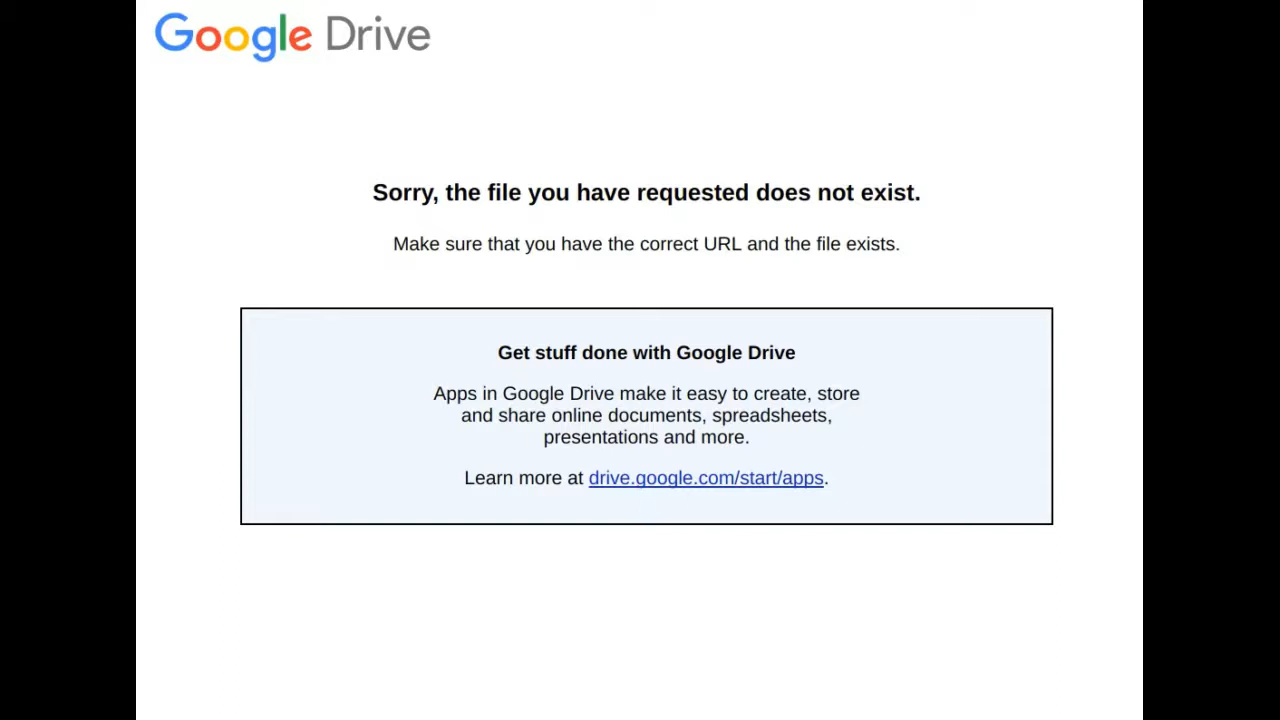 Google Drive
Sorry, the file you have requested does not exist.
Make sure that you have the correct URL and the file exists.
Get stuff done with Google Drive
Apps in Google Drive make it easy to create, store
and share online documents, spreadsheets,
presentations and more.
Learn more at drive.google.com/start/apps.